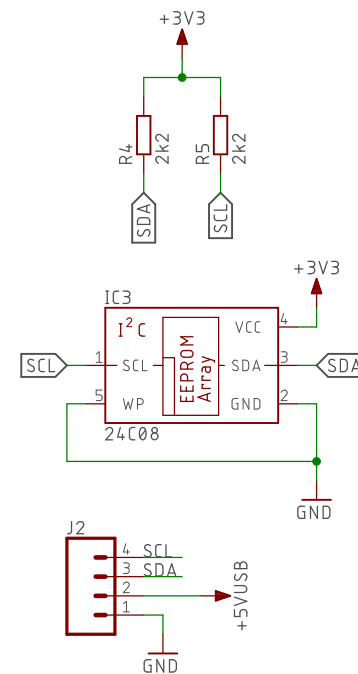 +3V3
R4
2k2
R5
2k2
SDA
SCL
+3V3
IC3
I²C
VCC
4
SCL
1
SCL
EEPROM
Array
SDA
3
SDA
5
WP
GND
2
24C08
GND
J2
4
SCL
3
SDA
2
1
+5VUSB
GND